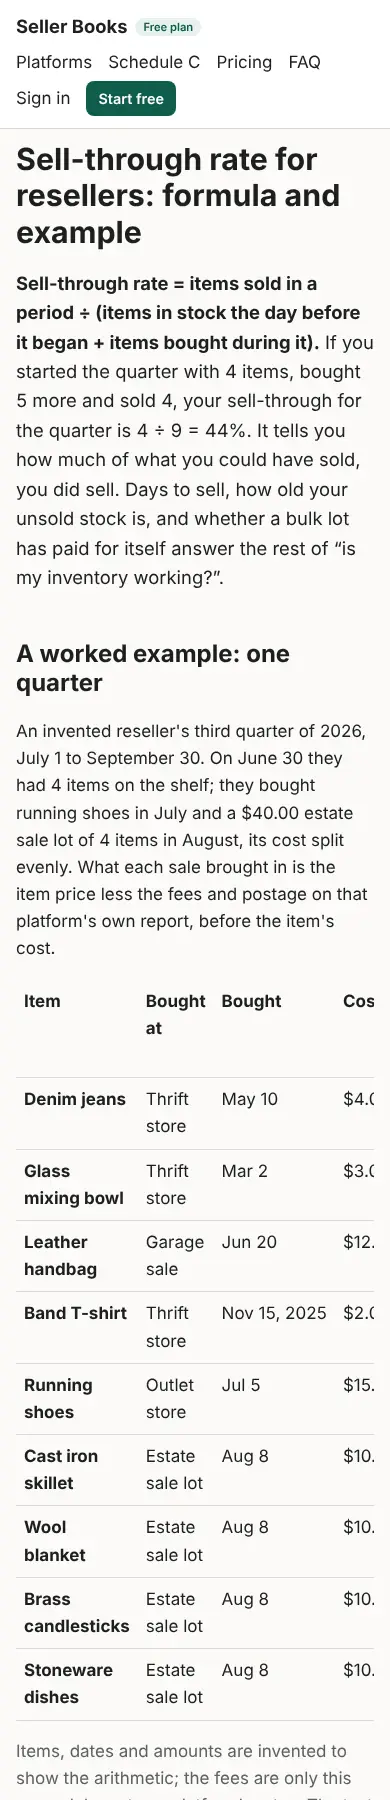 Seller Books Free plan
Platforms Schedule C Pricing FAQ
Sign in Start free
Sell-through rate for
resellers: formula and
example
Sell-through rate = items sold in a
period ÷ (items in stock the day before
it began + items bought during it). If you
started the quarter with 4 items, bought
5 more and sold 4, your sell-through for
the quarter is 4 ÷ 9 = 44%. It tells you
how much of what you could have sold,
you did sell. Days to sell, how old your
unsold stock is, and whether a bulk lot
has paid for itself answer the rest of “is
my inventory working?”.
A worked example: one
quarter
An invented reseller's third quarter of 2026,
July 1 to September 30. On June 30 they
had 4 items on the shelf; they bought
running shoes in July and a $40.00 estate
sale lot of 4 items in August, its cost split
evenly. What each sale brought in is the
item price less the fees and postage on that
platform's own report, before the item's
cost.
Item Bought Bought
at
Denim jeans Thrift May 10
store
Glass Thrift Mar 2
mixing bowl store
Leather Garage Jun 20 $12.
handbag sale
Band T-shirt Thrift Nov 15, 2025
store
Running Outlet Jul 5 $15.
shoes store
Cast iron Estate Aug 8 $10.
skillet sale lot
Wool Estate Aug 8 $10.
blanket sale lot
Brass Estate Aug 8 $10.
candlesticks sale lot
Stoneware Estate Aug 8 $10.
dishes sale lot
Items, dates and amounts are invented to
show the arithmetic; the fees are only this